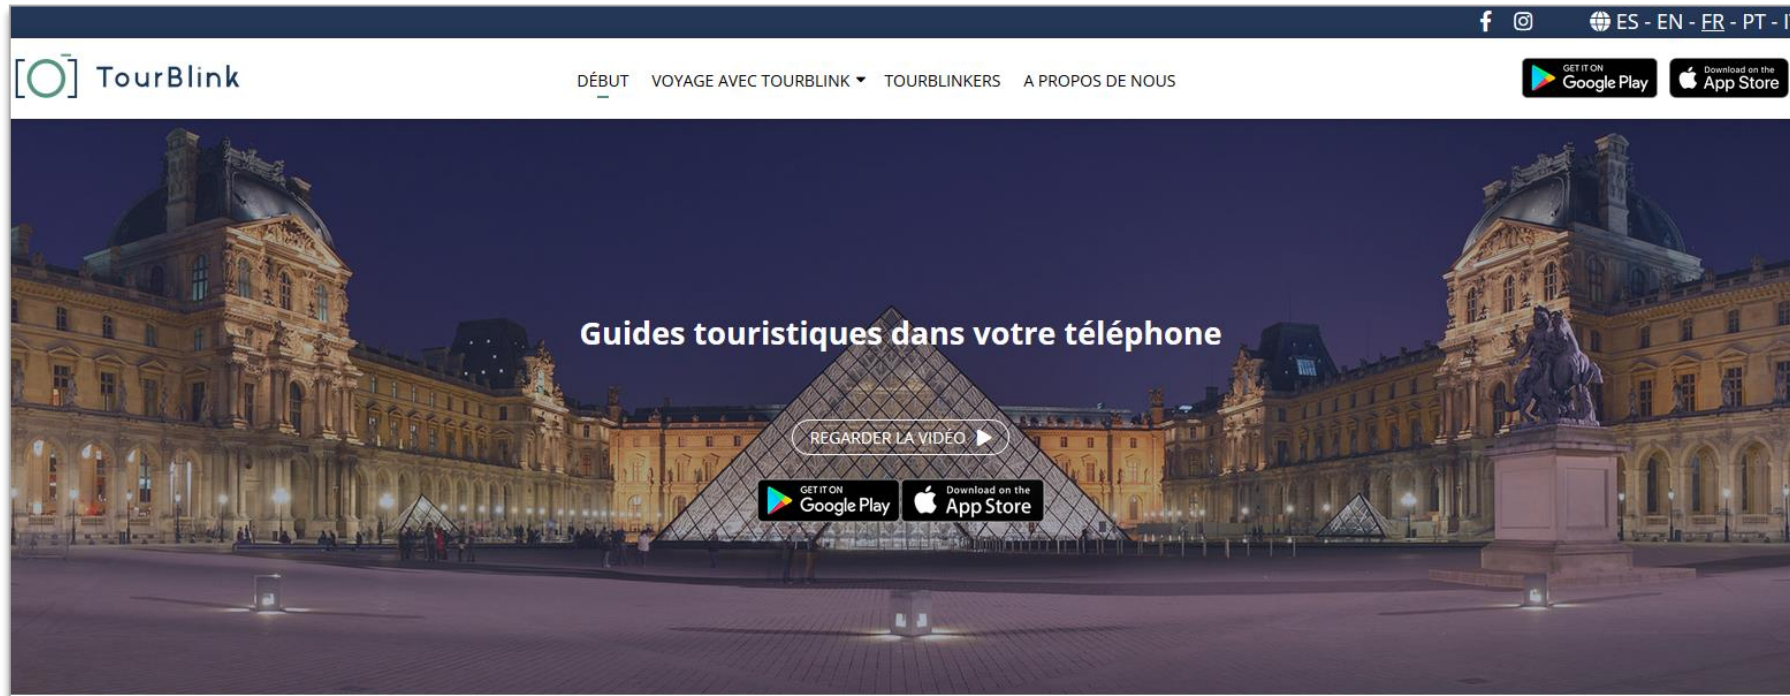 ES - EN - FR - PT - I
TourBlink
DÉBUT VOYAGE AVEC TOURBLINK TOURBLINKERS A PROPOS DE NOUS
GET IT ON
Google Play
Download on the
App Store
Guides touristiques dans votre téléphone
REGARDER LA VIDÉO
GET IT ON
Google Play
Download on the
App Store